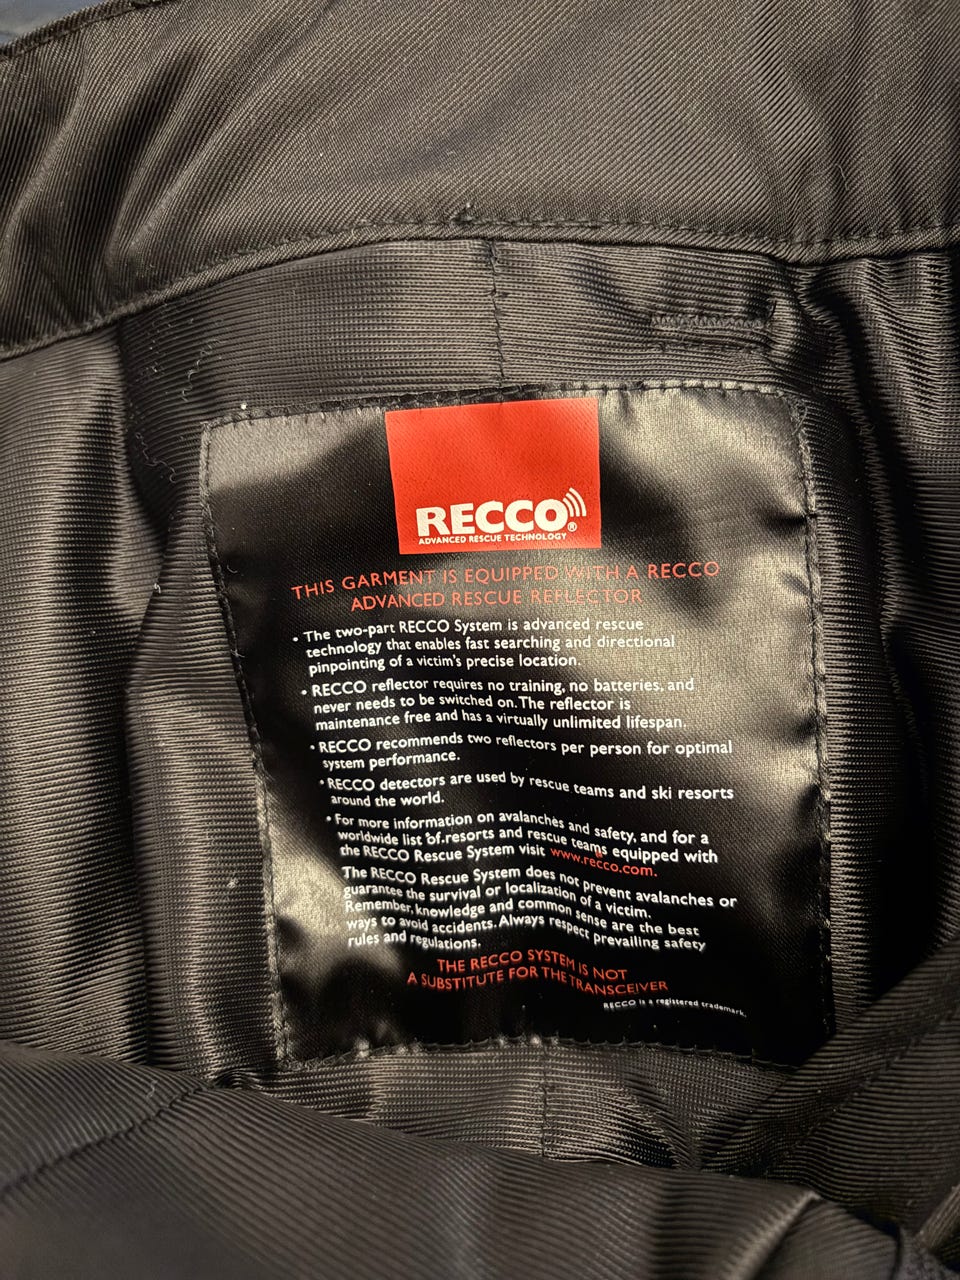 RECCO®
ADVANCED RESCUE TECHNOLOGY
THIS GARMENT IS EQUIPPED WITH A RECCO
ADVANCED RESCUE REFLECTOR
• The two-part RECCO System is advanced rescue
technology that enables fast searching and directional
pinpointing of a victim's precise location.
• RECCO reflector requires no training, no batteries, and
never needs to be switched on. The reflector is
maintenance free and has a virtually unlimited lifespan.
• RECCO recommends two reflectors per person for optimal
system performance.
• RECCO detectors are used by rescue teams and ski resorts
around the world.
• For more information on avalanches and safety, and for a
worldwide list of resorts and rescue teams equipped with
the RECCO Rescue System visit www.recco.com.
The RECCO Rescue System does not prevent avalanches or
guarantee the survival or localization of a victim.
Remember, knowledge and common sense are the best
ways to avoid accidents. Always respect prevailing safety
rules and regulations.
THE RECCO SYSTEM IS NOT
A SUBSTITUTE FOR THE TRANSCEIVER
RECCO is a registered trademark.